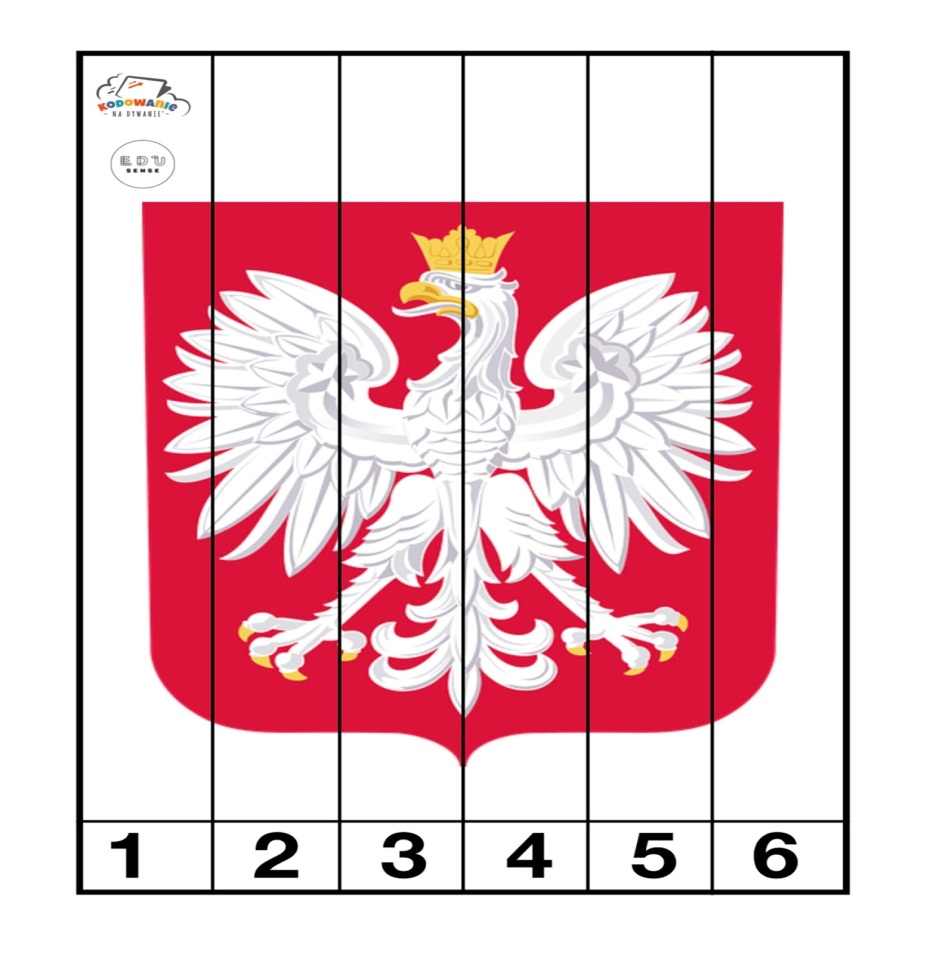 KODOWANIE
- NA DYWANIE -
EDU
SENSE
1 2 3 4 5 6